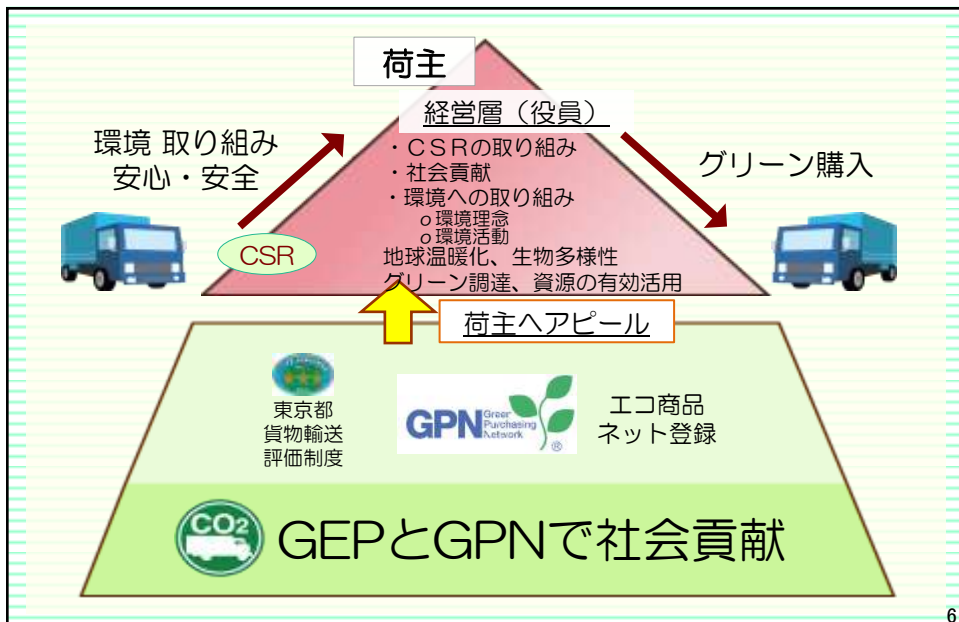 荷主
経営層（役員）
・ＣＳＲの取り組み
・社会貢献
・環境への取り組み
o 環境理念
o 環境活動
地球温暖化、生物多様性
グリーン調達、資源の有効活用
環境 取り組み
安心・安全
CSR
グリーン購入
荷主へアピール
東京都
貨物輸送
評価制度
GPN
Green
Purchasing
Network
®
エコ商品
ネット登録
CO2
GEPとGPNで社会貢献
6